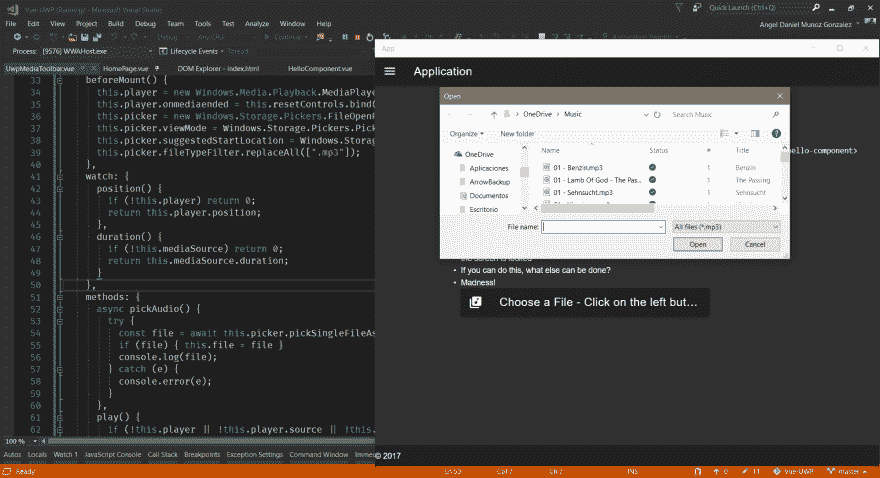 Vue-UWP (Running) - Microsoft Visual Studio
Quick Launch (Ctrl+Q)
File Edit View Project Build Debug Team Tools Test Analyze Window Help
Angel Daniel Munoz Gonzalez
Debug Any CPU Continue
Process: [9576] WWAHost.exe Lifecycle Events Thread
UwpMediaToolbar.vue HomePage.vue DOM Explorer - index.html HelloComponent.vue
33 beforeMount() {
34 this.player = new Windows.Media.Playback.MediaPlaye
35 this.player.onmediaended = this.resetControls.bind(
36 this.picker = new Windows.Storage.Pickers.FileOpenP
37 this.picker.viewMode = Windows.Storage.Pickers.Pick
38 this.picker.suggestedStartLocation = Windows.Storag
39 this.picker.fileTypeFilter.replaceAll([".mp3"]);
40 },
41 watch: {
42 position() {
43 if (!this.player) return 0;
44 return this.player.position;
45 },
46 duration() {
47 if (!this.mediaSource) return 0;
48 return this.mediaSource.duration;
49 }
50 },
51 methods: {
52 async pickAudio() {
53 try {
54 const file = await this.picker.pickSingleFileAs
55 if (file) { this.file = file }
56 console.log(file);
57 } catch (e) {
58 console.error(e);
59 }
60 },
61 play() {
62 if (!this.player || !this.player.source || !this.
100 %
Autos Locals Watch 1 JavaScript Console Call Stack Breakpoints Exception Settings Command Window Immed
Ready Ln 50 Col 7 Ch 7 INS 0 11 Vue-UWP master
App
Application
Open
OneDrive Music Search Music
Organize New folder
Name Status # Title
OneDrive
Aplicaciones
ArrowBackup
Documentos
Escritorio
01 - Benzin.mp3 1 Benzin
01 - Lamb Of God - The Pas... 1 The Passing
01 - Sehnsucht.mp3 1 Sehnsucht
File name: All files (*.mp3)
Open Cancel
hello-component>
the screen is locked
• If you can do this, what else can be done?
• Madness!
Choose a File - Click on the left but...
© 2017